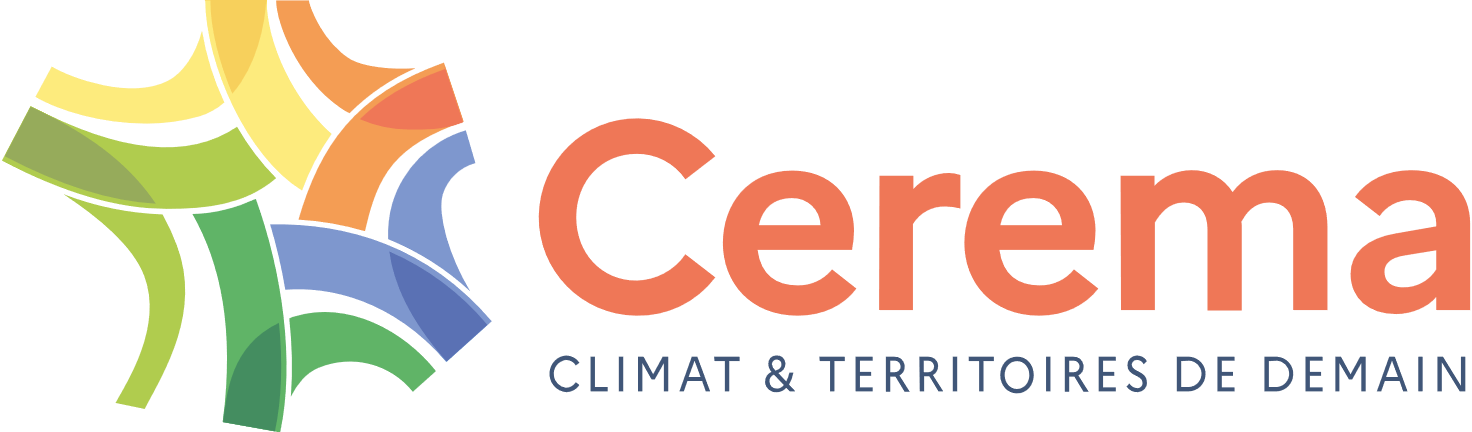 Cerema
CLIMAT & TERRITOIRES DE DEMAIN